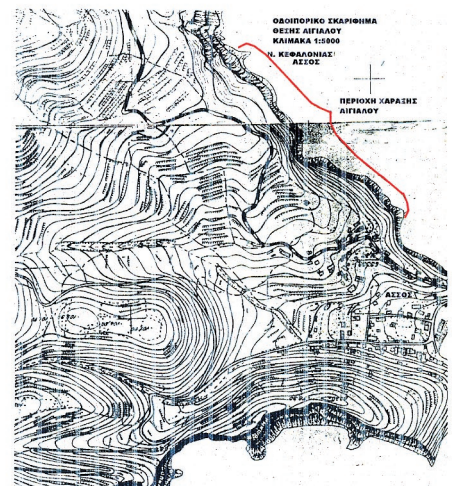 ΟΔΟΙΠΟΡΙΚΟ ΣΚΑΡΙΦΗΜΑ
ΘΕΣΗΣ ΑΙΓΙΑΛΟΥ
ΚΛΙΜΑΚΑ 1:5000
Ν. ΚΕΦΑΛΟΝΙΑΣ
ΑΣΣΟΣ
ΠΕΡΙΟΧΗ ΧΑΡΑΞΗΣ
ΑΙΓΙΑΛΟΥ
ΑΣΣΟΣ